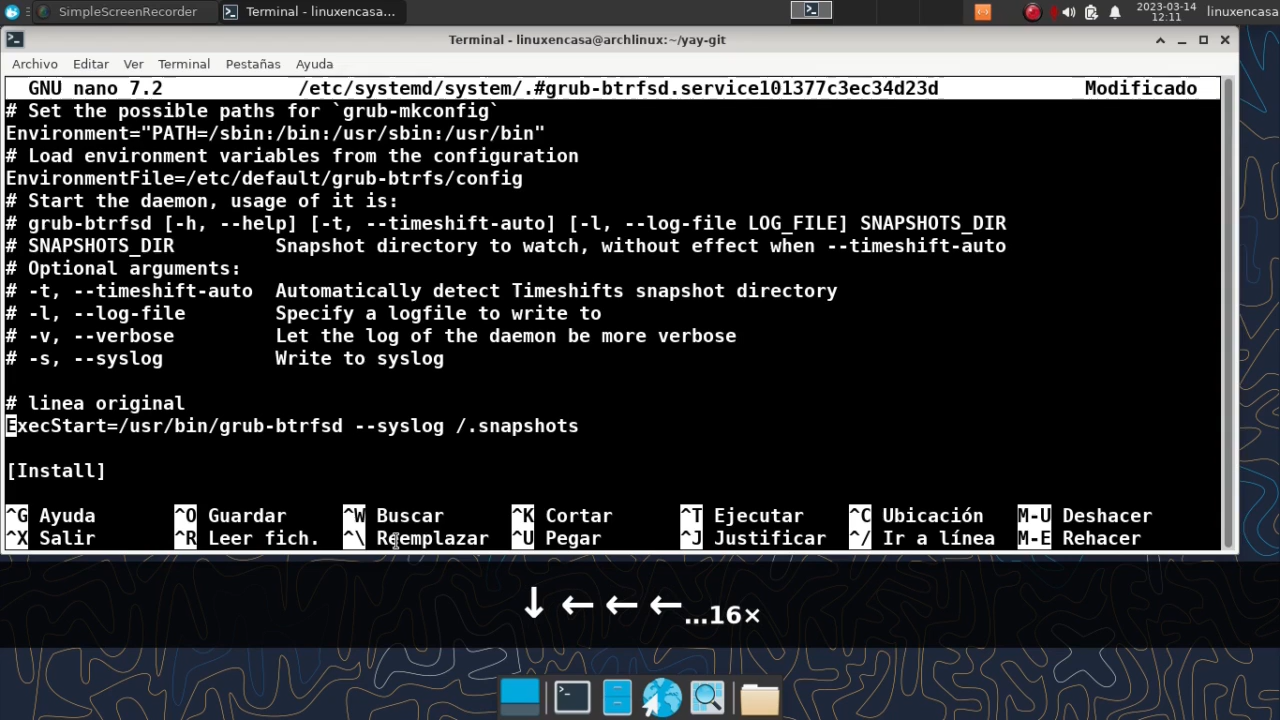 SimpleScreenRecorder
Terminal - linuxencasa...
2023-03-14
12:11
linuxencasa
Terminal - linuxencasa@archlinux:~/yay-git
Archivo Editar Ver Terminal Pestañas Ayuda
GNU nano 7.2 /etc/systemd/system/.#grub-btrfsd.service101377c3ec34d23d Modificado
# Set the possible paths for `grub-mkconfig`
Environment="PATH=/sbin:/bin:/usr/sbin:/usr/bin"
# Load environment variables from the configuration
EnvironmentFile=/etc/default/grub-btrfs/config
# Start the daemon, usage of it is:
# grub-btrfsd [-h, --help] [-t, --timeshift-auto] [-l, --log-file LOG_FILE] SNAPSHOTS_DIR
# SNAPSHOTS_DIR         Snapshot directory to watch, without effect when --timeshift-auto
# Optional arguments:
# -t, --timeshift-auto  Automatically detect Timeshifts snapshot directory
# -l, --log-file        Specify a logfile to write to
# -v, --verbose         Let the log of the daemon be more verbose
# -s, --syslog          Write to syslog
# linea original
ExecStart=/usr/bin/grub-btrfsd --syslog /.snapshots
[Install]
^G Ayuda ^O Guardar ^W Buscar ^K Cortar ^T Ejecutar ^C Ubicación M-U Deshacer
^X Salir ^R Leer fich. ^\ Reemplazar ^U Pegar ^J Justificar ^/ Ir a línea M-E Rehacer
↓ ← ← ← ...16×